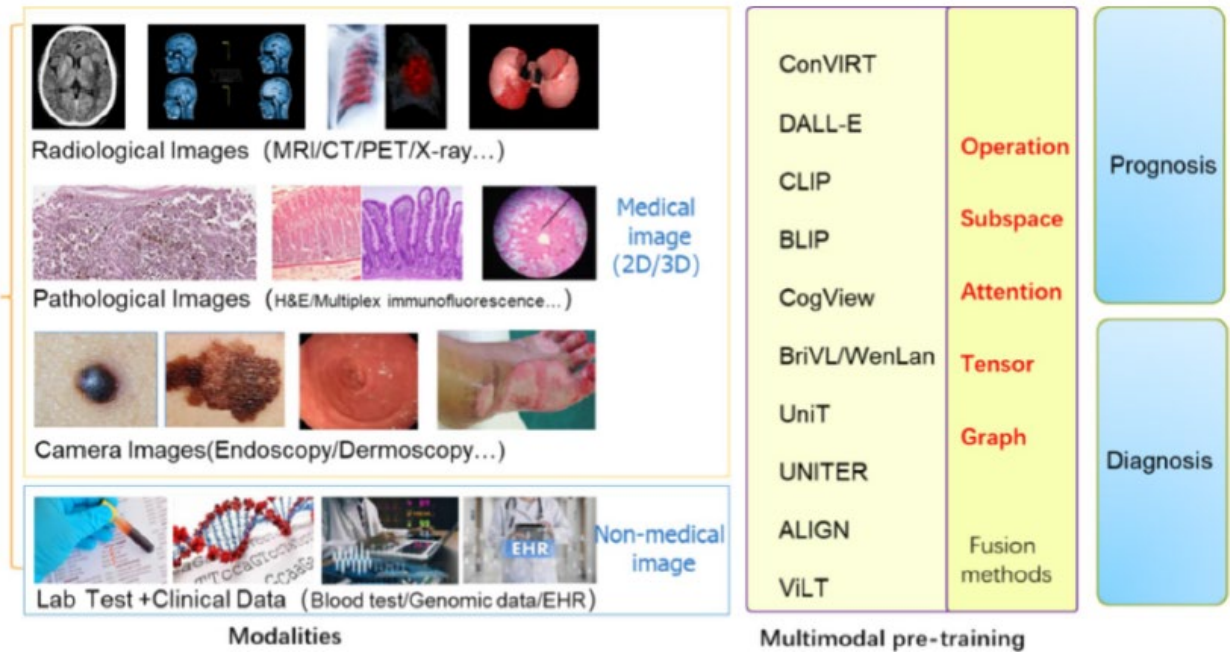 Radiological Images (MRI/CT/PET/X-ray...)
Medical
image
(2D/3D)
Pathological Images (H&E/Multiplex immunofluorescence...)
Camera Images(Endoscopy/Dermoscopy...)
EHR
Non-medical
image
Lab Test +Clinical Data (Blood test/Genomic data/EHR)
Modalities
ConVIRT
DALL-E
CLIP
BLIP
CogView
BriVL/WenLan
UniT
UNITER
ALIGN
ViLT
Operation
Subspace
Attention
Tensor
Graph
Fusion
methods
Multimodal pre-training
Prognosis
Diagnosis